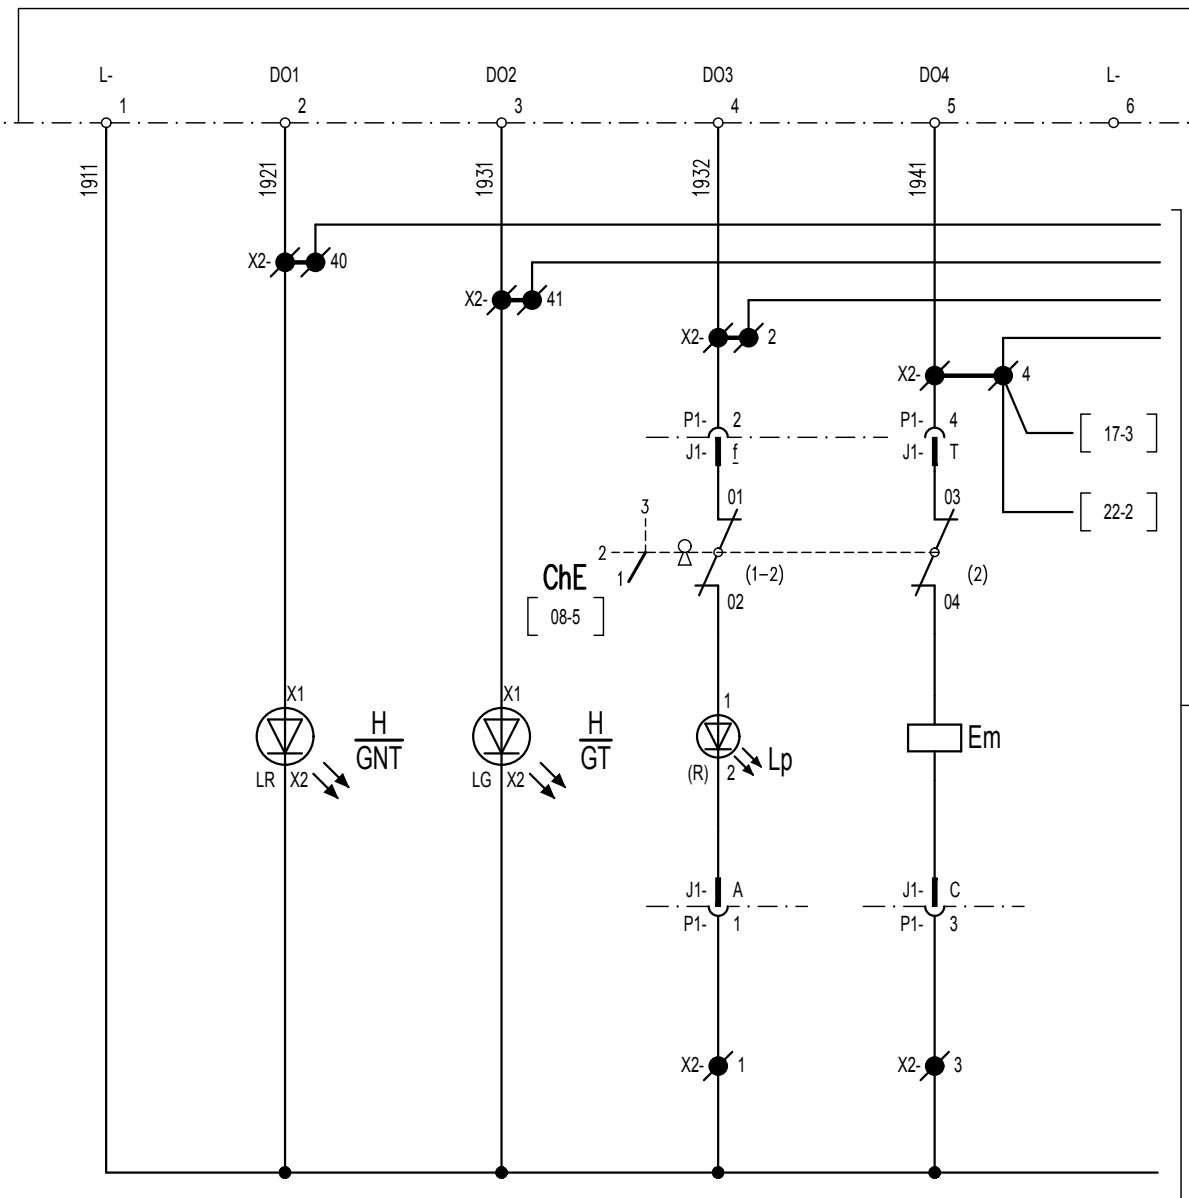 L- DO1 DO2 DO3 DO4 L-
1 2 3 4 5 6
1911 1921 1931 1932 1941
X2- 40
X2- 41
X2- 2
X2- 4
P1- 2 P1- 4
17-3
J1- f J1- T
01 03
3
22-2
2
1
ChE
(1–2) (2)
02 04
08-5
X1 X1 1
H
GNT
H
GT
Em
Lp
LR X2 LG X2 (R) 2
J1- A J1- C
P1- 1 P1- 3
X2- 1 X2- 3